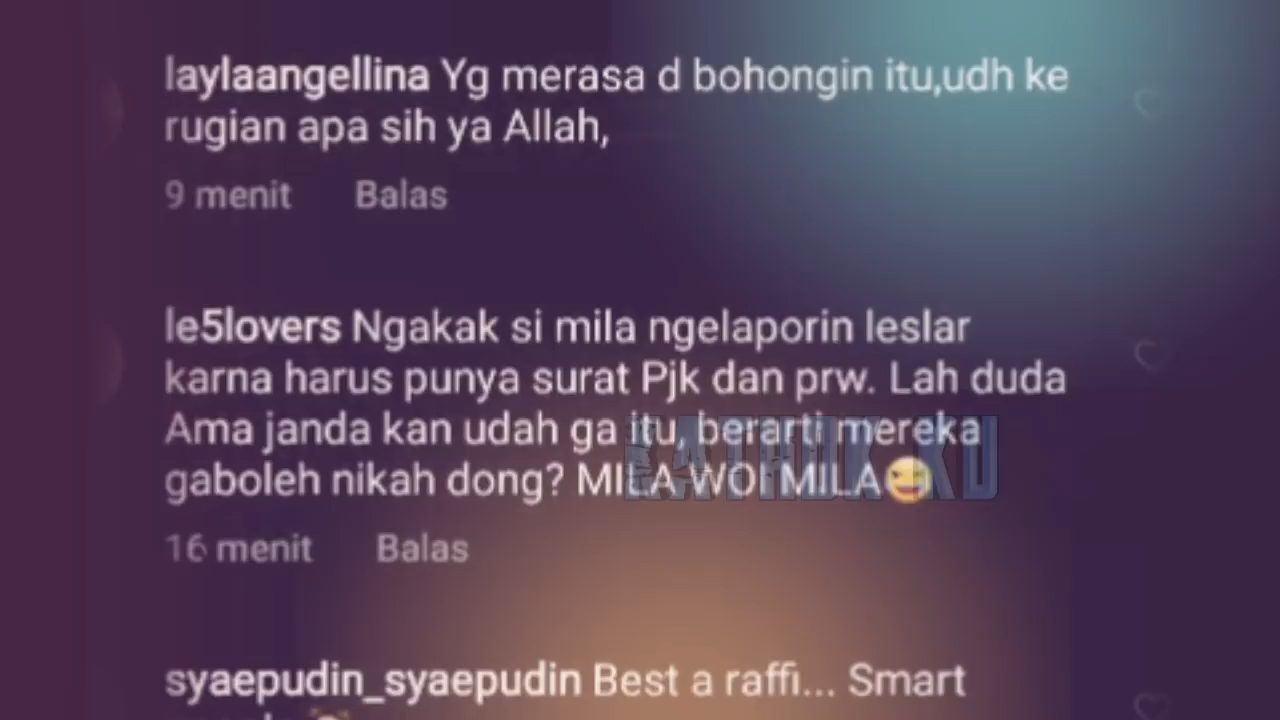 laylaangellina Yg merasa d bohongin itu,udh ke
rugian apa sih ya Allah,
9 menit Balas
le5lovers Ngakak si mila ngelaporin leslar
karna harus punya surat Pjk dan prw. Lah duda
Ama janda kan udah ga itu, berarti mereka
gaboleh nikah dong? MILA WOI MILA😆
KATHOK KU
16 menit Balas
syaepudin_syaepudin Best a raffi... Smart